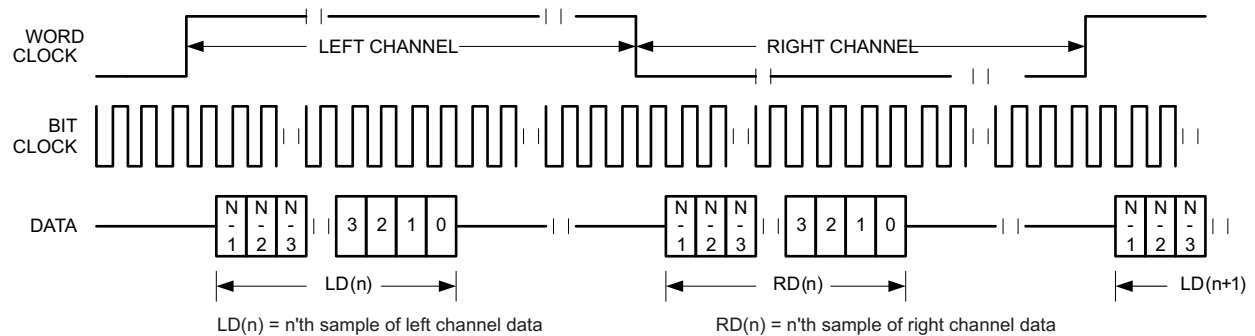 WORD
CLOCK
LEFT CHANNEL
RIGHT CHANNEL
BIT
CLOCK
DATA
N-1 N-2 N-3 3 2 1 0 N-1 N-2 N-3 3 2 1 0 N-1 N-2 N-3
LD(n) RD(n) LD(n+1)
LD(n) = n'th sample of left channel data
RD(n) = n'th sample of right channel data